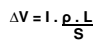 ΔV = I . ρ . L
S